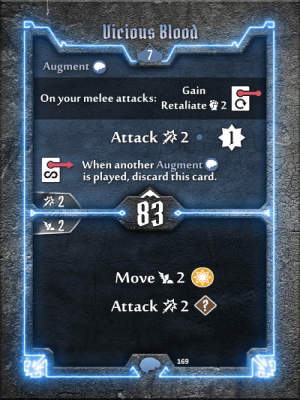 Vicious Blood
7
Augment
On your melee attacks: Gain
Retaliate 2
Attack 2
1
When another Augment
is played, discard this card.
2
83
2
Move 2
Attack 2 ?
169